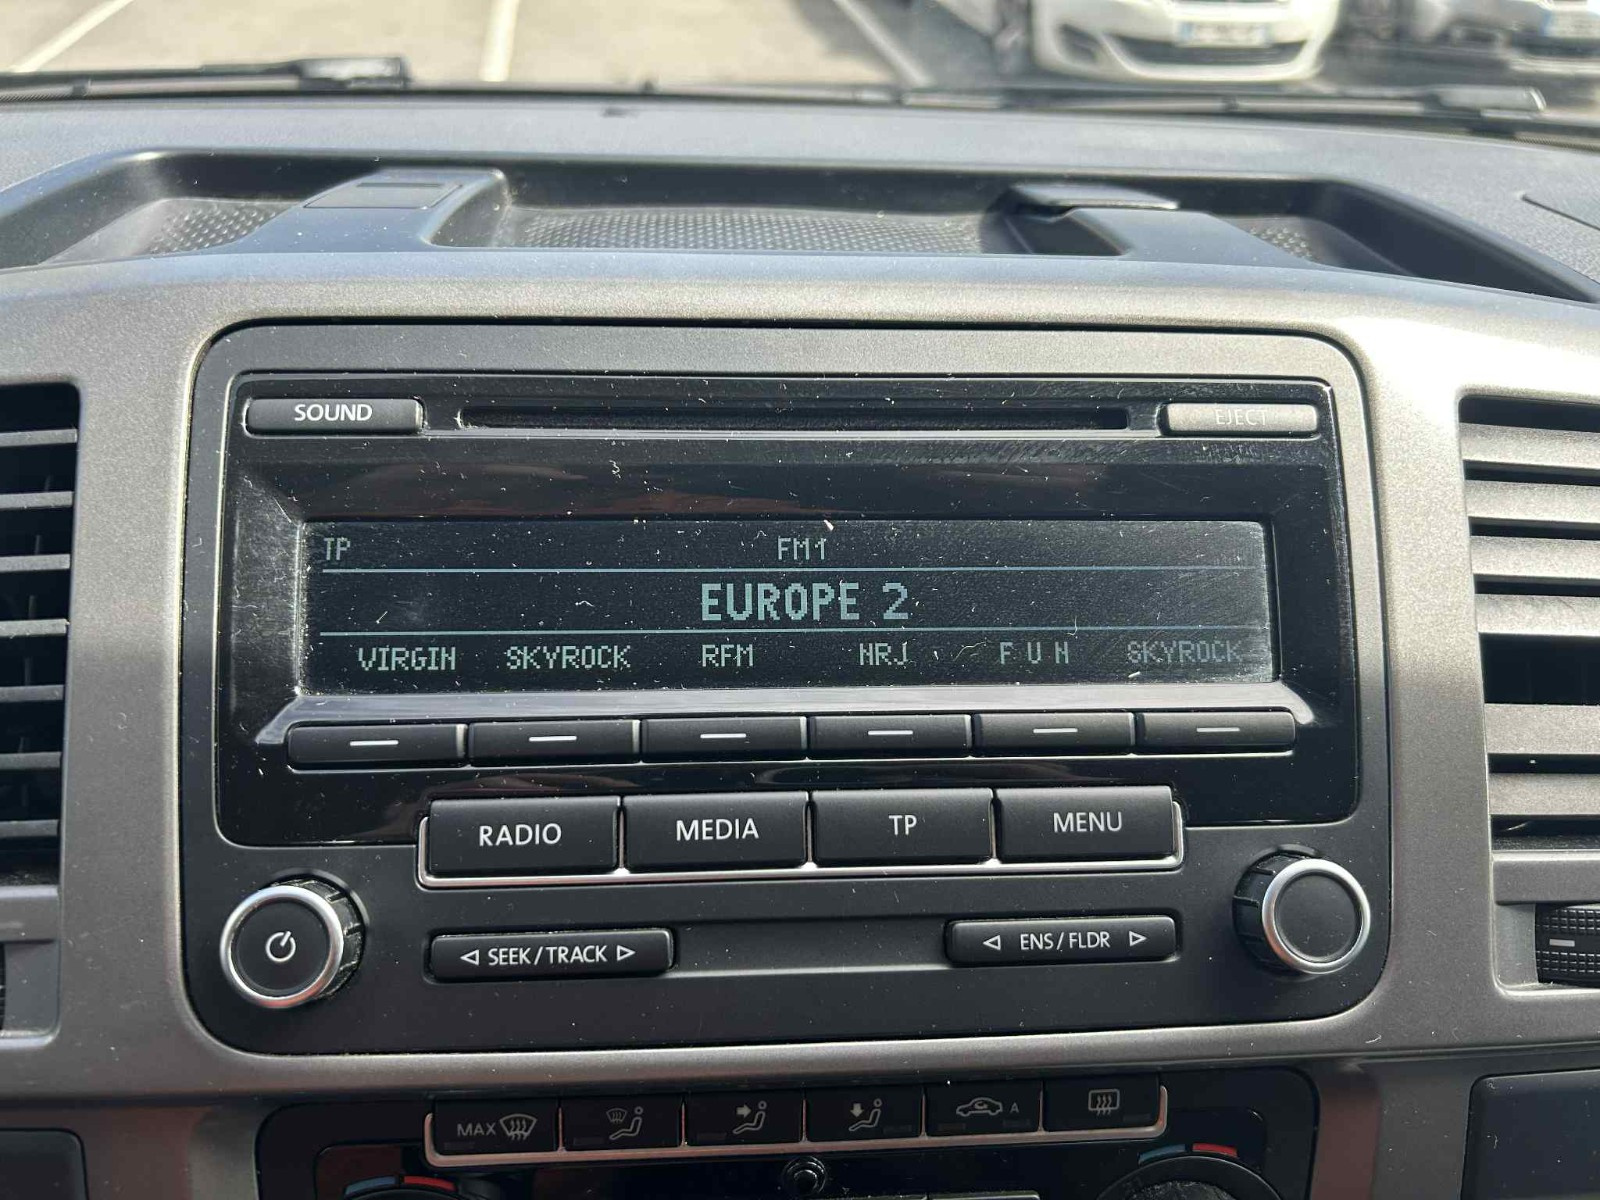 SOUND EJECT
TP FM1
EUROPE 2
VIRGIN SKYROCK RFM NRJ F U N SKYROCK
RADIO MEDIA TP MENU
SEEK/TRACK ENS/FLDR
MAX A